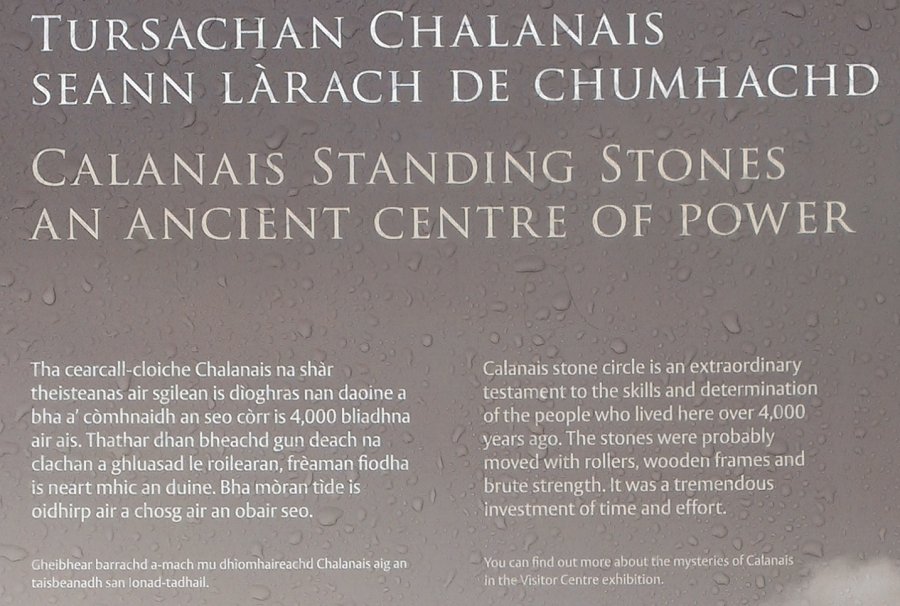 TURSACHAN CHALANAIS
SEANN LÀRACH DE CHUMHACHD
CALANAIS STANDING STONES
AN ANCIENT CENTRE OF POWER
Tha cearcall-cloiche Chalanais na shàr
theisteanas air sgilean is dìoghras nan daoine a
bha a' còmhnaidh an seo còrr is 4,000 bliadhna
air ais. Thathar dhan bheachd gun deach na
clachan a ghluasad le roilearan, frèaman fiodha
is neart mhic an duine. Bha mòran tìde is
oidhirp air a chosg air an obair seo.
Gheibhear barrachd a-mach mu dhìomhaireachd Chalanais aig an
taisbeanadh san Ionad-tadhail.
Calanais stone circle is an extraordinary
testament to the skills and determination
of the people who lived here over 4,000
years ago. The stones were probably
moved with rollers, wooden frames and
brute strength. It was a tremendous
investment of time and effort.
You can find out more about the mysteries of Calanais
in the Visitor Centre exhibition.